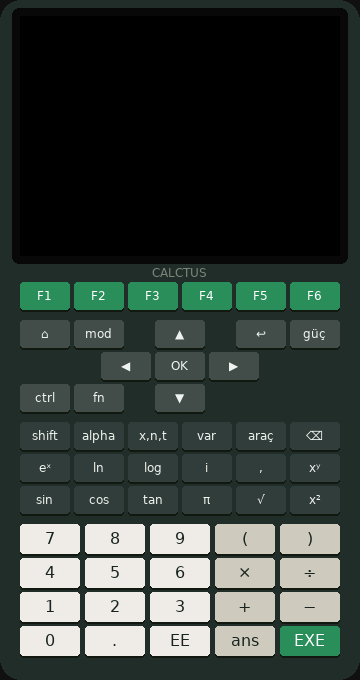 CALCTUS
F1 F2 F3 F4 F5 F6
⌂ mod ▲ ↩ güç
◀ OK ▶
ctrl fn ▼
shift alpha x,n,t var araç ⌫
eˣ ln log i , xʸ
sin cos tan π √ x²
7 8 9 ( )
4 5 6 × ÷
1 2 3 + −
0 . EE ans EXE